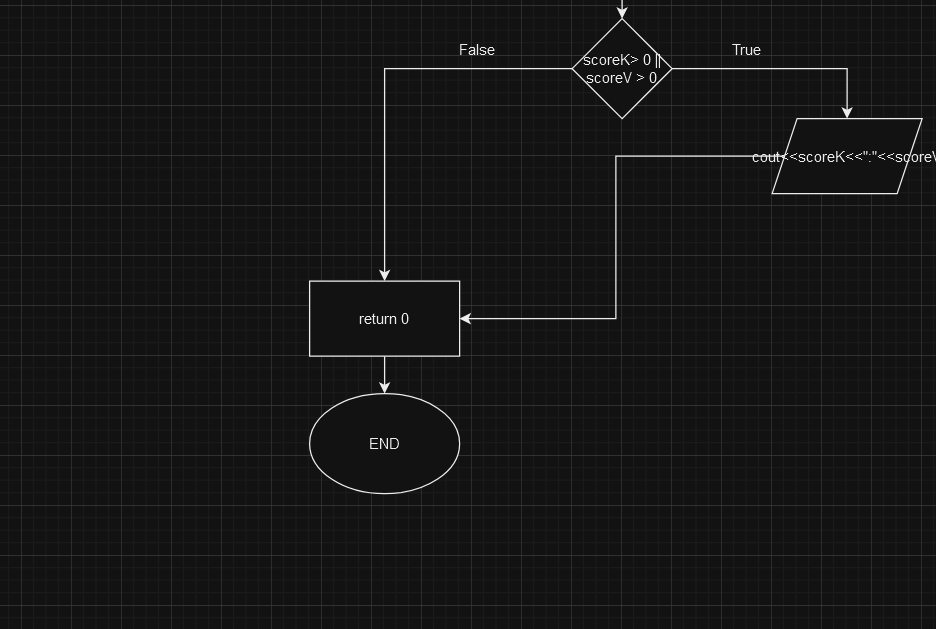 False
True
scoreK> 0 ||
scoreV > 0
cout<<scoreK<<":"<<scoreV
return 0
END